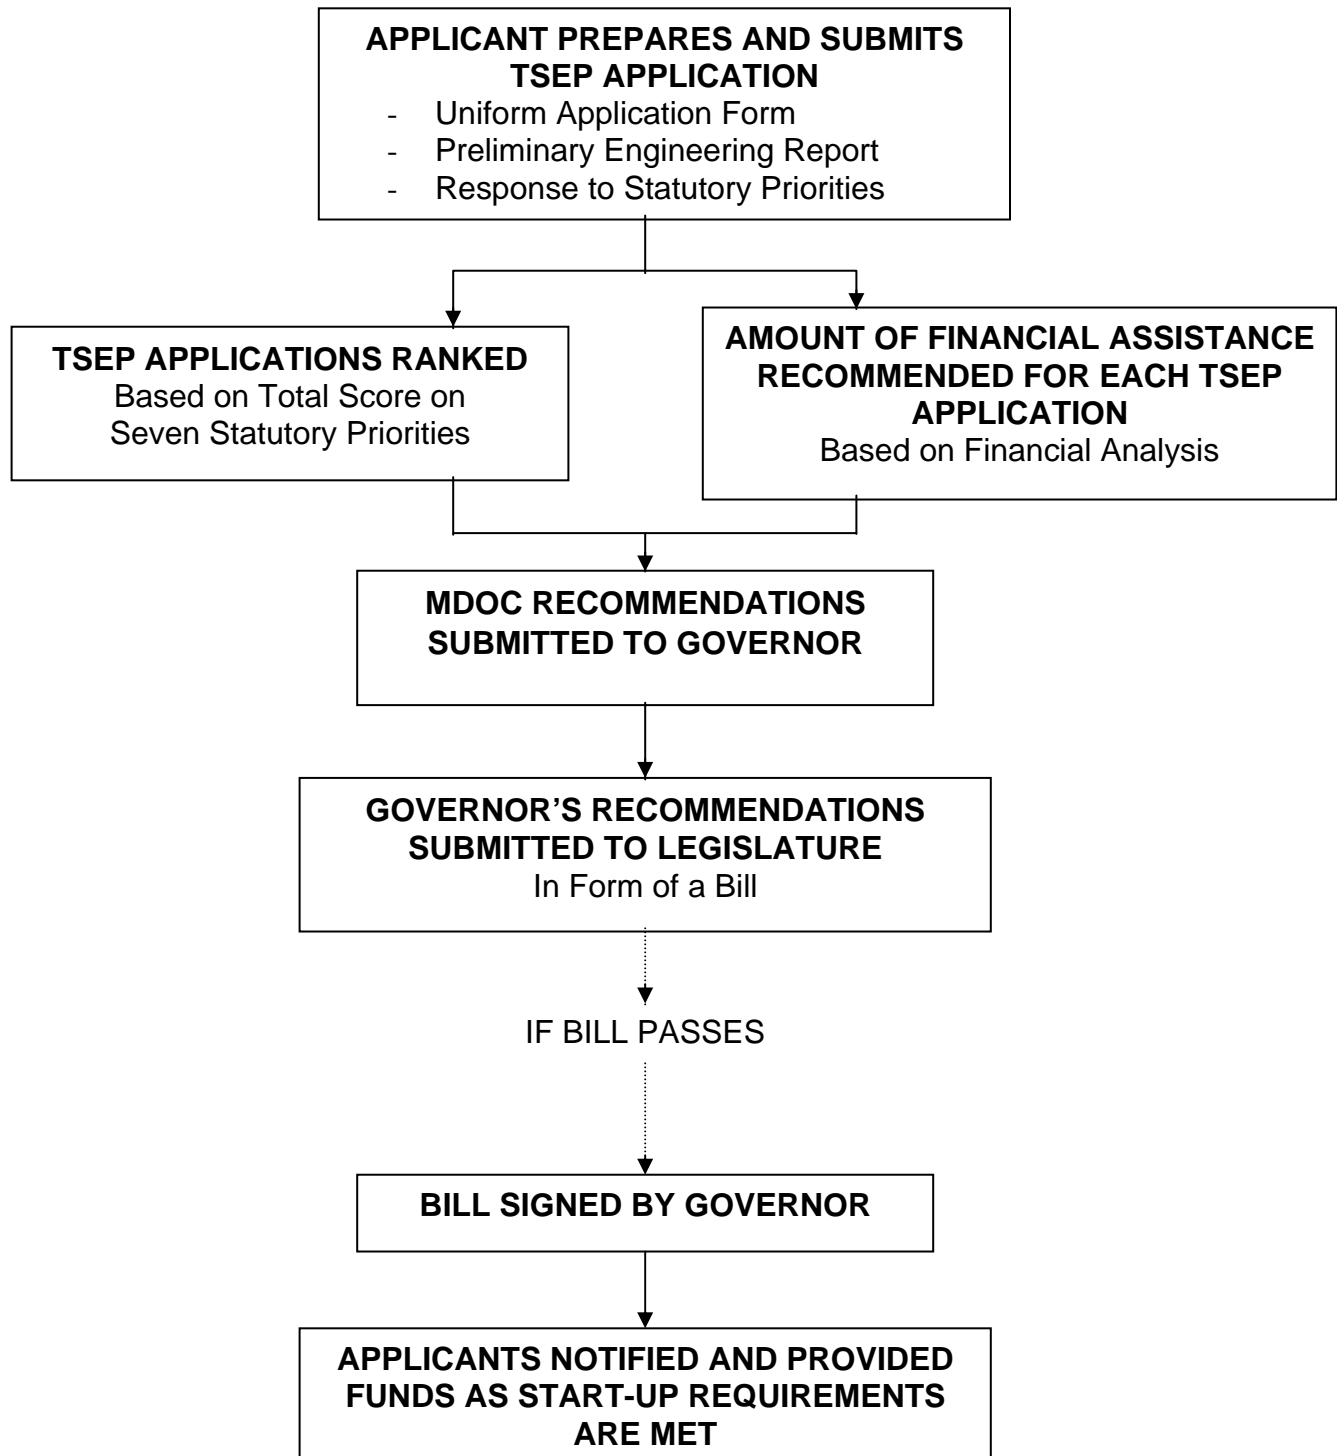 APPLICANT PREPARES AND SUBMITS
TSEP APPLICATION
- Uniform Application Form
- Preliminary Engineering Report
- Response to Statutory Priorities
TSEP APPLICATIONS RANKED
Based on Total Score on
Seven Statutory Priorities
AMOUNT OF FINANCIAL ASSISTANCE
RECOMMENDED FOR EACH TSEP
APPLICATION
Based on Financial Analysis
MDOC RECOMMENDATIONS
SUBMITTED TO GOVERNOR
GOVERNOR’S RECOMMENDATIONS
SUBMITTED TO LEGISLATURE
In Form of a Bill
IF BILL PASSES
BILL SIGNED BY GOVERNOR
APPLICANTS NOTIFIED AND PROVIDED
FUNDS AS START-UP REQUIREMENTS
ARE MET